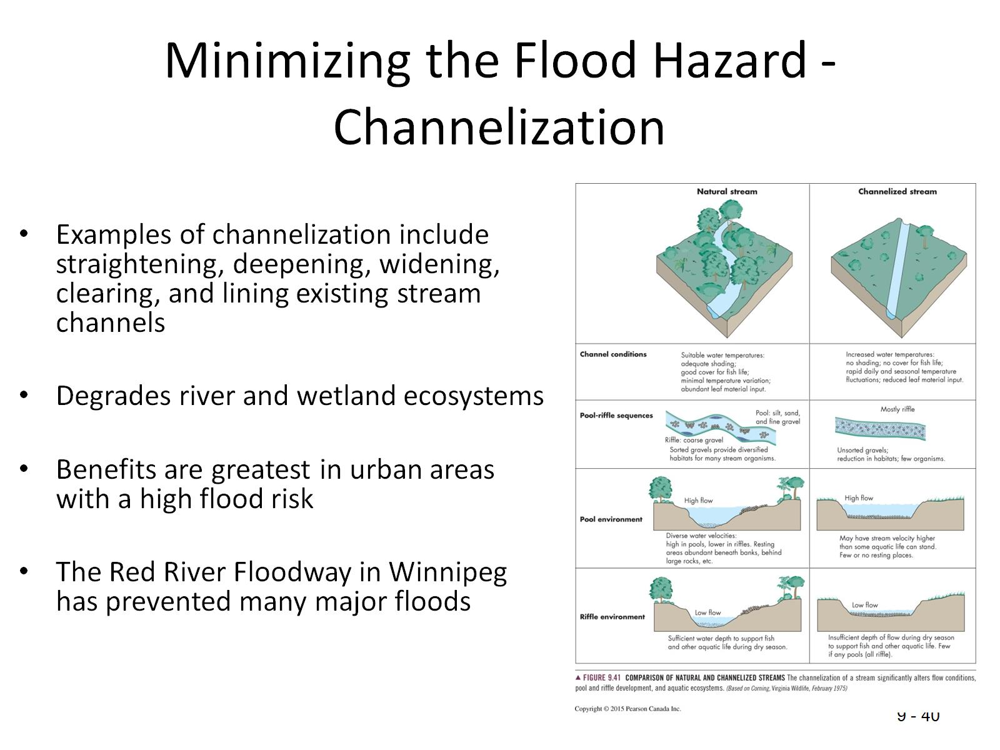 Minimizing the Flood Hazard -
Channelization
• Examples of channelization include
straightening, deepening, widening,
clearing, and lining existing stream
channels
• Degrades river and wetland ecosystems
• Benefits are greatest in urban areas
with a high flood risk
• The Red River Floodway in Winnipeg
has prevented many major floods
Natural stream
Channelized stream
Channel conditions
Suitable water temperatures:
adequate shading;
good cover for fish life;
minimal temperature variation;
abundant leaf material input.
Increased water temperatures:
no shading; no cover for fish life;
rapid daily and seasonal temperature
fluctuations; reduced leaf material input.
Pool-riffle sequences
Pool: silt, sand,
and fine gravel
Riffle: coarse gravel
Sorted gravels provide diversified
habitats for many stream organisms.
Mostly riffle
Unsorted gravels;
reduction in habitats; few organisms.
Pool environment
High flow
Diverse water velocities:
high in pools, lower in riffles. Resting
areas abundant beneath banks, behind
large rocks, etc.
High flow
May have stream velocity higher
than some aquatic life can stand.
Few or no resting places.
Riffle environment
Low flow
Sufficient water depth to support fish
and other aquatic life during dry season.
Low flow
Insufficient depth of flow during dry season
to support fish and other aquatic life. Few
if any pools (all riffle).
▲ FIGURE 9.41 COMPARISON OF NATURAL AND CHANNELIZED STREAMS The channelization of a stream significantly alters flow conditions,
pool and riffle development, and aquatic ecosystems. (Based on Corning, Virginia Wildlife, February 1975)
Copyright © 2015 Pearson Canada Inc.
9 - 40